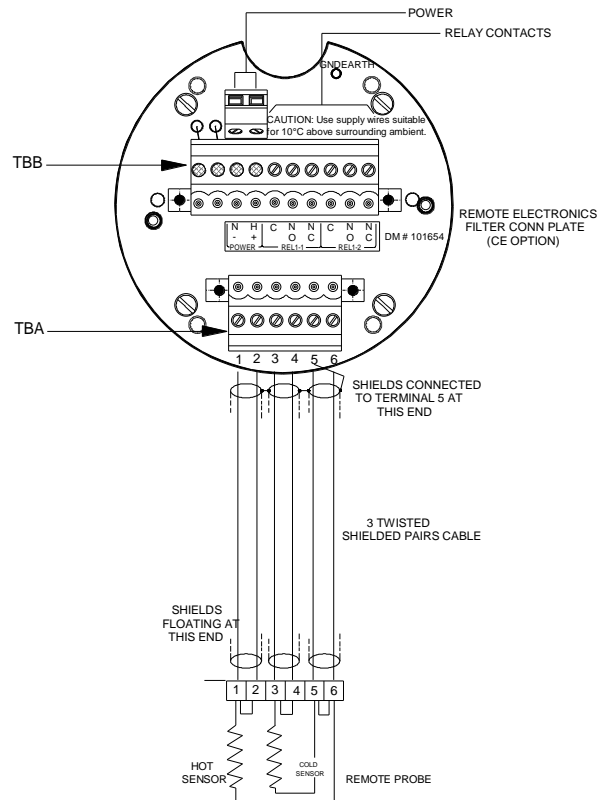 POWER
RELAY CONTACTS
GNDEARTH
CAUTION: Use supply wires suitable
for 10°C above surrounding ambient.
TBB
N H C N N C N N
- + O C O C
POWER REL1-1 REL1-2
DM # 101654
REMOTE ELECTRONICS
FILTER CONN PLATE
(CE OPTION)
TBA
1 2 3 4 5 6
SHIELDS CONNECTED
TO TERMINAL 5 AT
THIS END
3 TWISTED
SHIELDED PAIRS CABLE
SHIELDS
FLOATING AT
THIS END
1 2 3 4 5 6
HOT
SENSOR
COLD
SENSOR
REMOTE PROBE